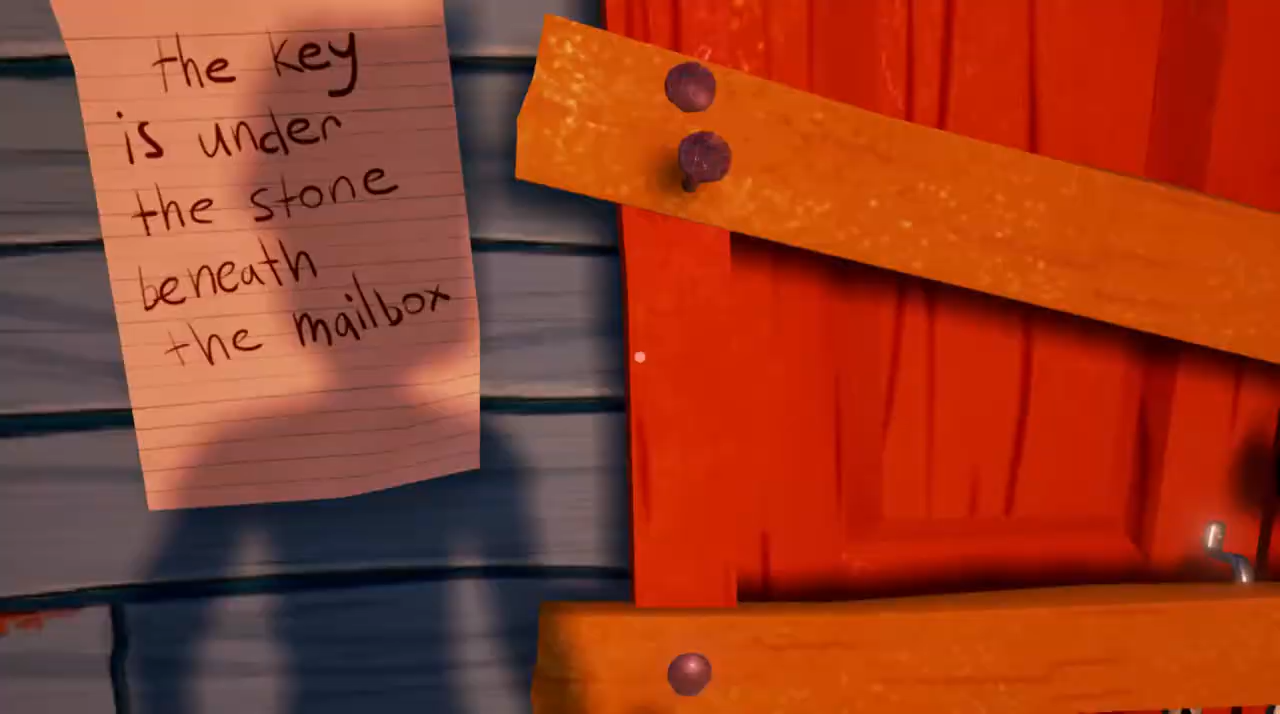 the key
is under
the stone
beneath
the mailbox